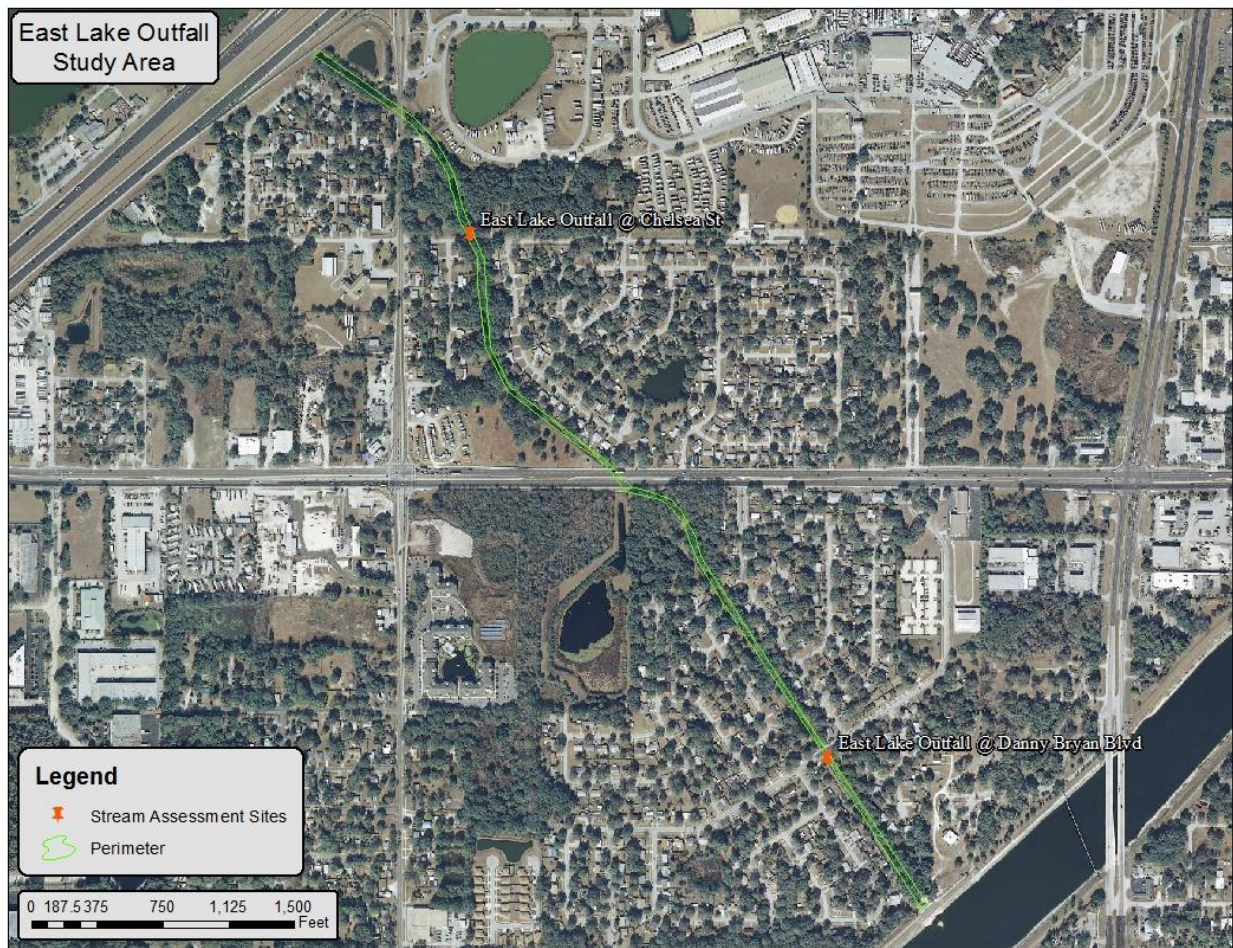 East Lake Outfall
Study Area
East Lake Outfall @ Chelsea St
East Lake Outfall @ Danny Bryan Blvd
Legend
Stream Assessment Sites
Perimeter
0 187.5 375 750 1,125 1,500
Feet